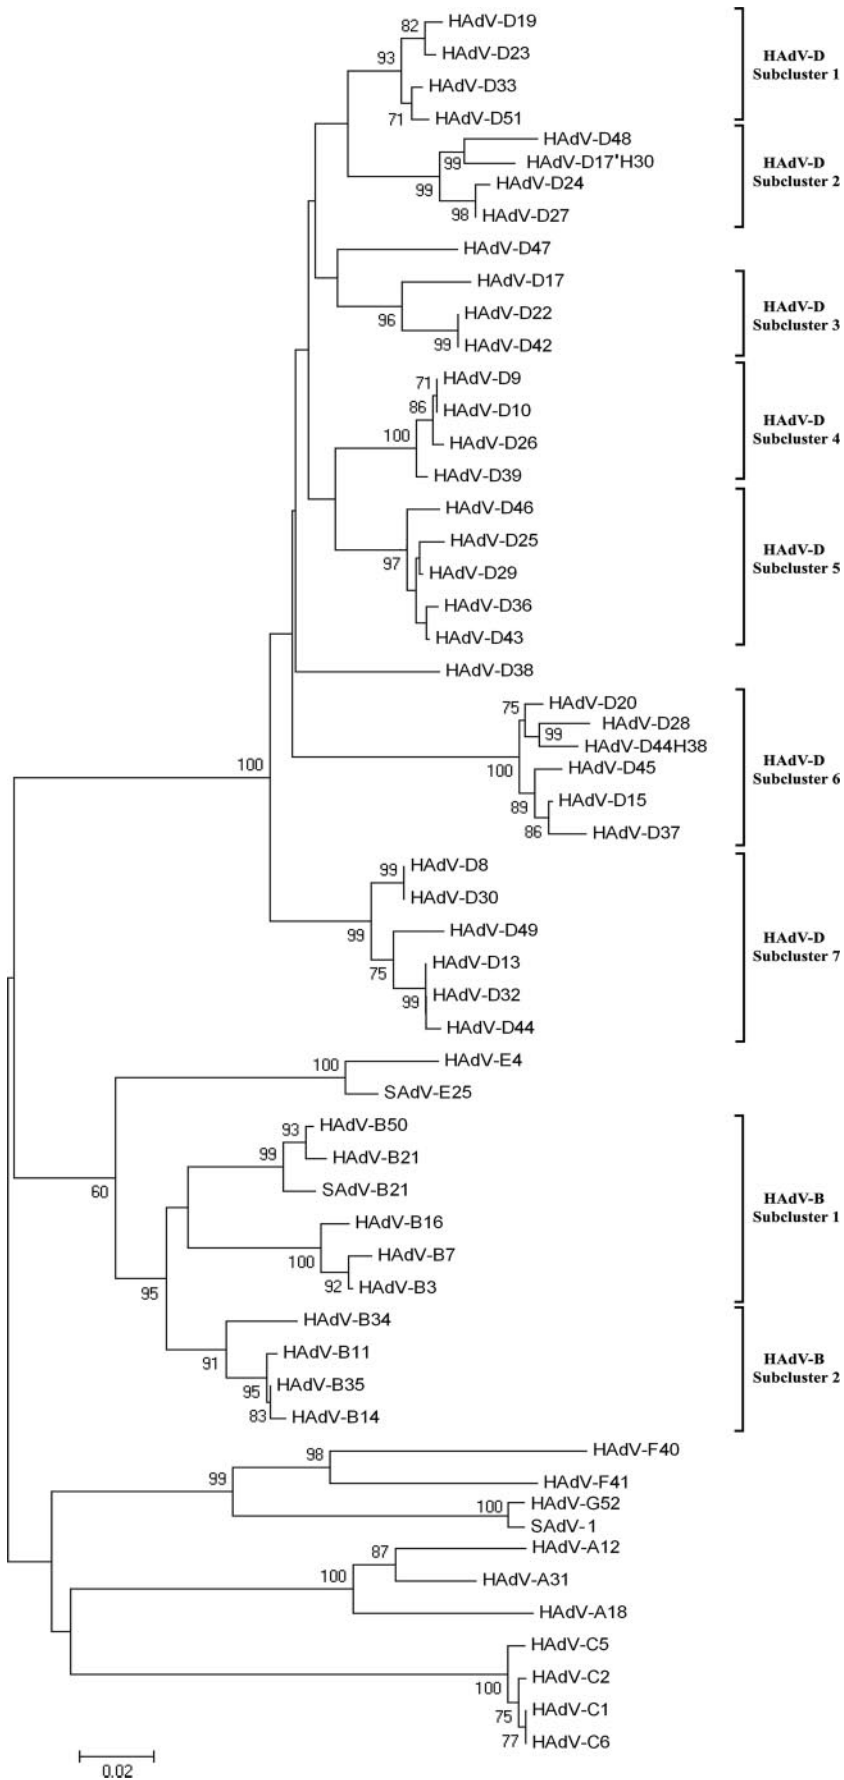 82
HAdV-D19
HAdV-D23
93
HAdV-D33
71
HAdV-D51
HAdV-D
Subcluster 1
HAdV-D48
99
HAdV-D17'H30
99
HAdV-D24
98
HAdV-D27
HAdV-D
Subcluster 2
HAdV-D47
HAdV-D17
96
HAdV-D22
99
HAdV-D42
HAdV-D
Subcluster 3
71
HAdV-D9
86
HAdV-D10
100
HAdV-D26
HAdV-D39
HAdV-D
Subcluster 4
HAdV-D46
HAdV-D25
97
HAdV-D29
HAdV-D36
HAdV-D43
HAdV-D
Subcluster 5
HAdV-D38
75
HAdV-D20
HAdV-D28
99
HAdV-D44H38
100
HAdV-D45
89
HAdV-D15
86
HAdV-D37
HAdV-D
Subcluster 6
100
99
HAdV-D8
HAdV-D30
99
HAdV-D49
75
HAdV-D13
99
HAdV-D32
HAdV-D44
HAdV-D
Subcluster 7
HAdV-E4
100
SAdV-E25
60
93
HAdV-B50
99
HAdV-B21
SAdV-B21
HAdV-B16
100
HAdV-B7
92
HAdV-B3
HAdV-B
Subcluster 1
95
HAdV-B34
91
HAdV-B11
95
HAdV-B35
83
HAdV-B14
HAdV-B
Subcluster 2
98
HAdV-F40
99
HAdV-F41
100
HAdV-G52
SAdV-1
87
HAdV-A12
100
HAdV-A31
HAdV-A18
HAdV-C5
100
HAdV-C2
75
HAdV-C1
77
HAdV-C6
0.02